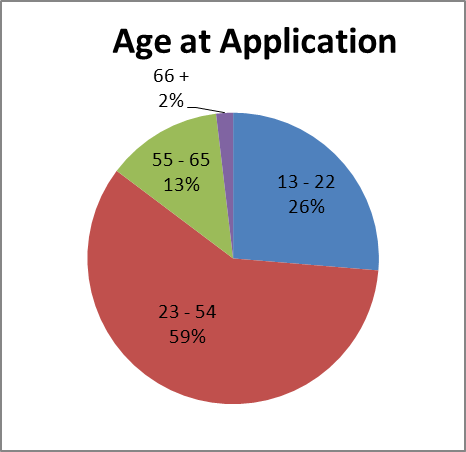 Age at Application
66 +
2%
55 - 65
13%
13 - 22
26%
23 - 54
59%